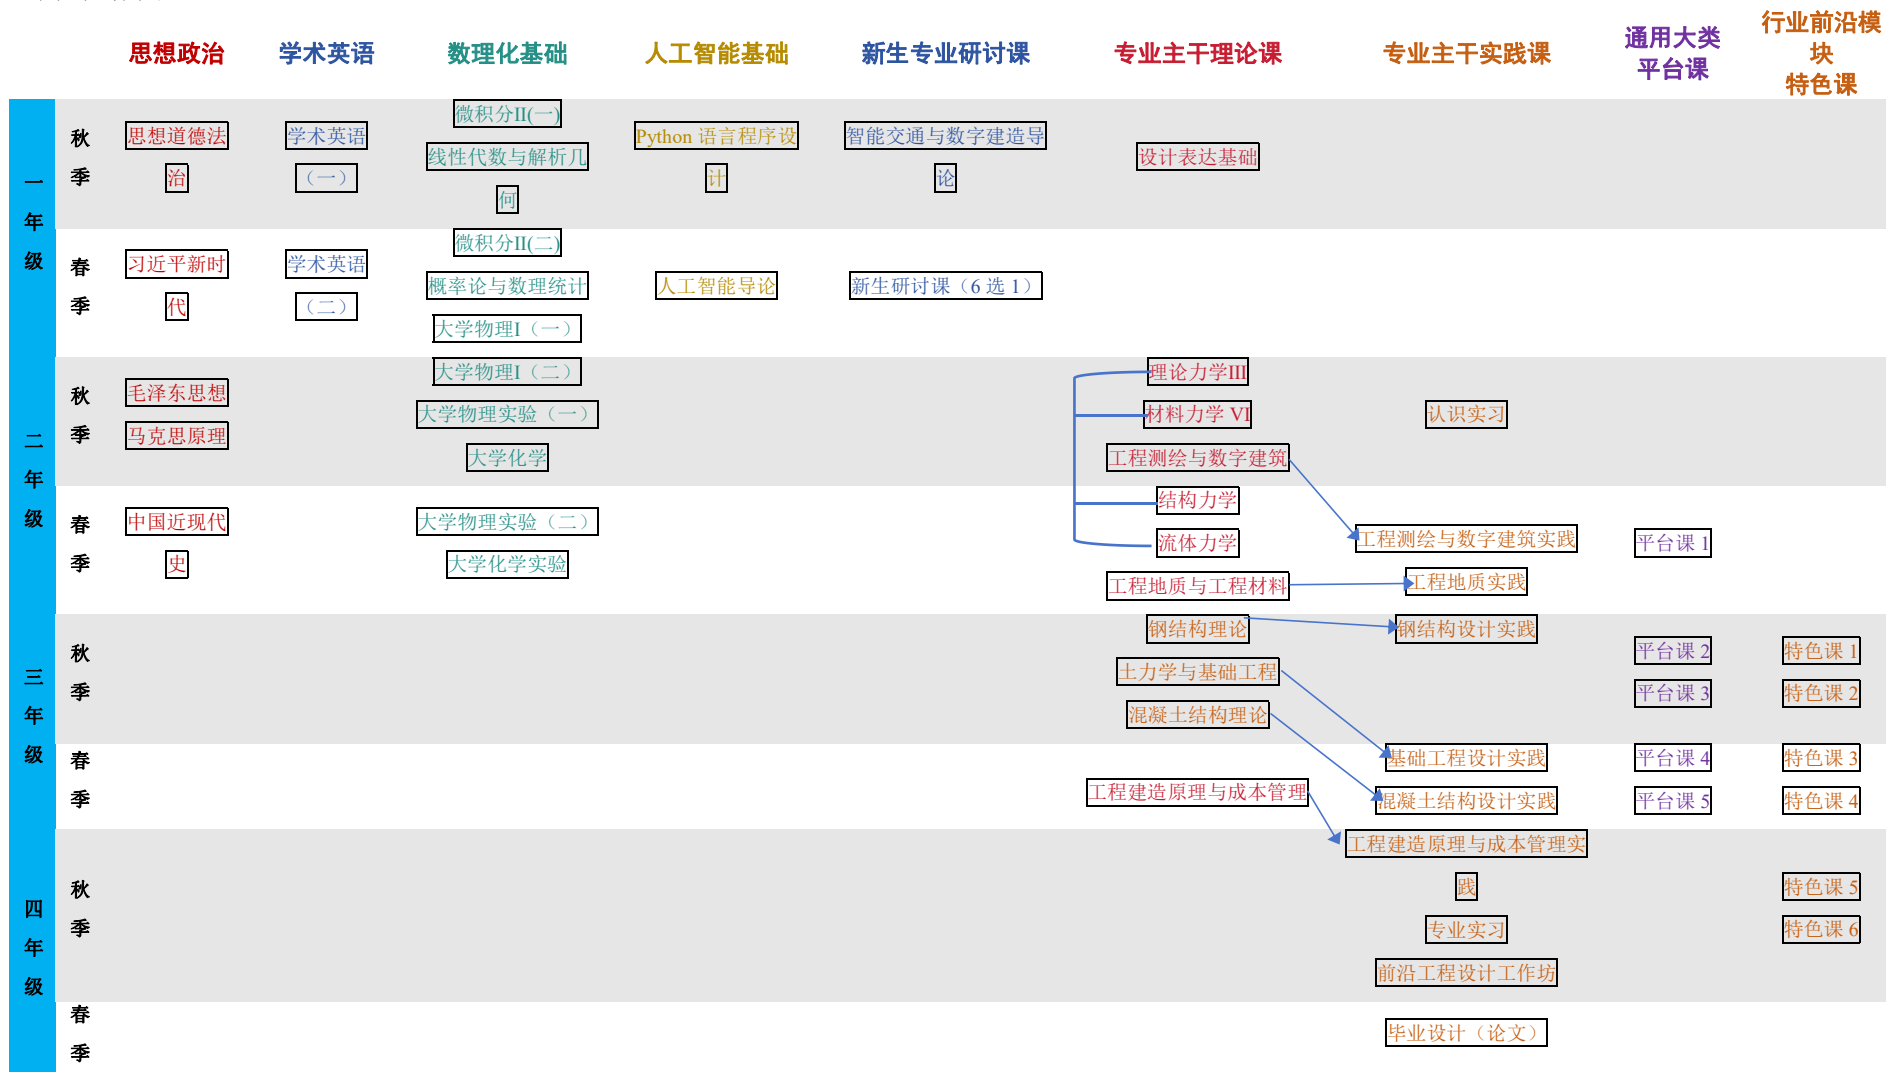 思想政治
学术英语
数理化基础
人工智能基础
新生专业研讨课
专业主干理论课
专业主干实践课
通用大类
平台课
行业前沿模
块
特色课
一
年
级
秋
季
思想道德法
治
学术英语
（一）
微积分II(一)
线性代数与解析几
何
Python 语言程序设
计
智能交通与数字建造导
论
设计表达基础
春
季
习近平新时
代
学术英语
（二）
微积分II(二)
概率论与数理统计
大学物理I（一）
人工智能导论
新生研讨课（6 选 1）
二
年
级
秋
季
毛泽东思想
马克思原理
大学物理I（二）
大学物理实验（一）
大学化学
理论力学III
材料力学 VI
工程测绘与数字建筑
认识实习
春
季
中国近现代
史
大学物理实验（二）
大学化学实验
结构力学
流体力学
工程地质与工程材料
工程测绘与数字建筑实践
工程地质实践
平台课 1
三
年
级
秋
季
钢结构理论
土力学与基础工程
混凝土结构理论
钢结构设计实践
平台课 2
平台课 3
特色课 1
特色课 2
春
季
工程建造原理与成本管理
基础工程设计实践
混凝土结构设计实践
平台课 4
平台课 5
特色课 3
特色课 4
四
年
级
秋
季
工程建造原理与成本管理实
践
专业实习
前沿工程设计工作坊
特色课 5
特色课 6
春
季
毕业设计（论文）